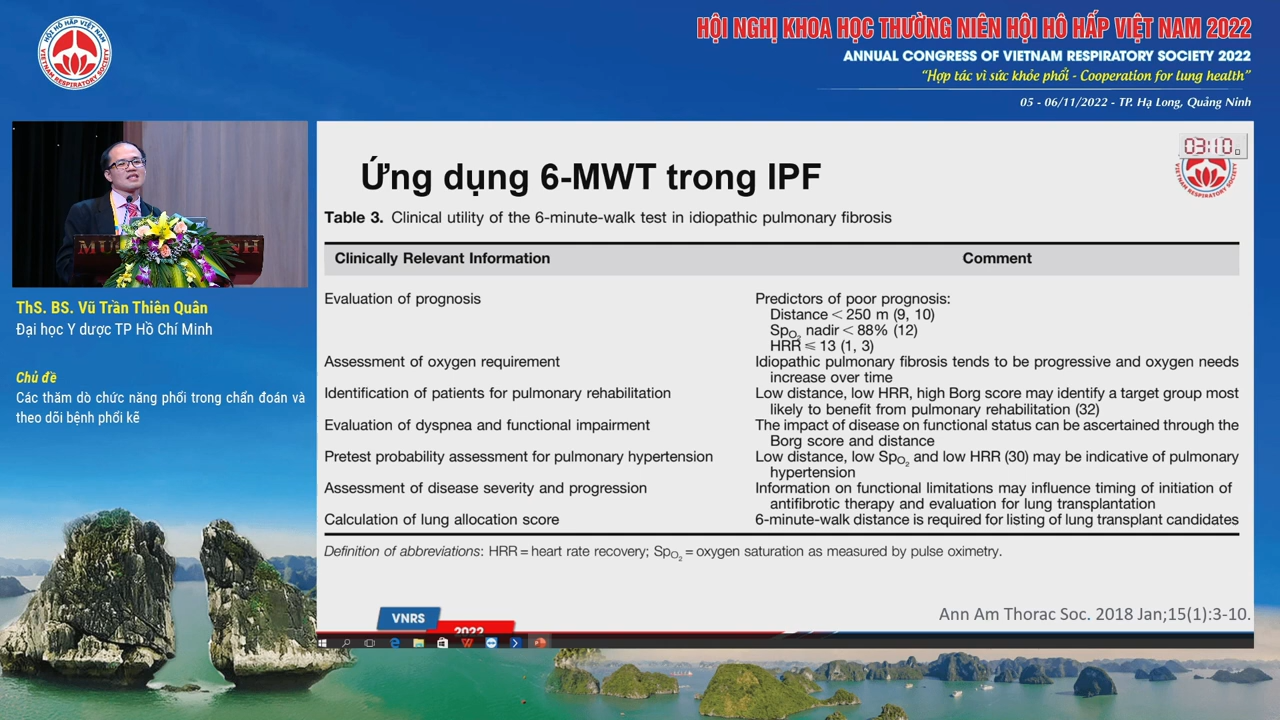 HỘI HÔ HẤP VIỆT NAM
VIETNAM RESPIRATORY SOCIETY
HỘI NGHỊ KHOA HỌC THƯỜNG NIÊN HỘI HÔ HẤP VIỆT NAM 2022
ANNUAL CONGRESS OF VIETNAM RESPIRATORY SOCIETY 2022
“Hợp tác vì sức khỏe phổi - Cooperation for lung health”
05 - 06/11/2022 - TP. Hạ Long, Quảng Ninh
ThS. BS. Vũ Trần Thiên Quân
Đại học Y dược TP Hồ Chí Minh
Chủ đề
Các thăm dò chức năng phổi trong chẩn đoán và
theo dõi bệnh phổi kẽ
03:10
VIETNAM RESPIRATORY SOCIETY
Ứng dụng 6-MWT trong IPF
Table 3. Clinical utility of the 6-minute-walk test in idiopathic pulmonary fibrosis
Clinically Relevant Information Comment
Evaluation of prognosis Predictors of poor prognosis:
Distance < 250 m (9, 10)
SpO₂ nadir < 88% (12)
HRR ≤ 13 (1, 3)
Assessment of oxygen requirement Idiopathic pulmonary fibrosis tends to be progressive and oxygen needs
increase over time
Identification of patients for pulmonary rehabilitation Low distance, low HRR, high Borg score may identify a target group most
likely to benefit from pulmonary rehabilitation (32)
Evaluation of dyspnea and functional impairment The impact of disease on functional status can be ascertained through the
Borg score and distance
Pretest probability assessment for pulmonary hypertension Low distance, low SpO₂ and low HRR (30) may be indicative of pulmonary
hypertension
Assessment of disease severity and progression Information on functional limitations may influence timing of initiation of
antifibrotic therapy and evaluation for lung transplantation
Calculation of lung allocation score 6-minute-walk distance is required for listing of lung transplant candidates
Definition of abbreviations: HRR = heart rate recovery; SpO₂ = oxygen saturation as measured by pulse oximetry.
Ann Am Thorac Soc. 2018 Jan;15(1):3-10.
VNRS
2022